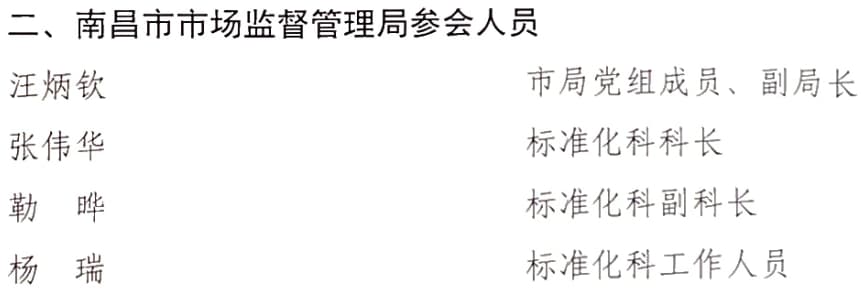 二、南昌市市场监督管理局参会人员
汪炳钦 市局党组成员、副局长
张伟华 标准化科科长
勒 晔 标准化科副科长
杨 瑞 标准化科工作人员